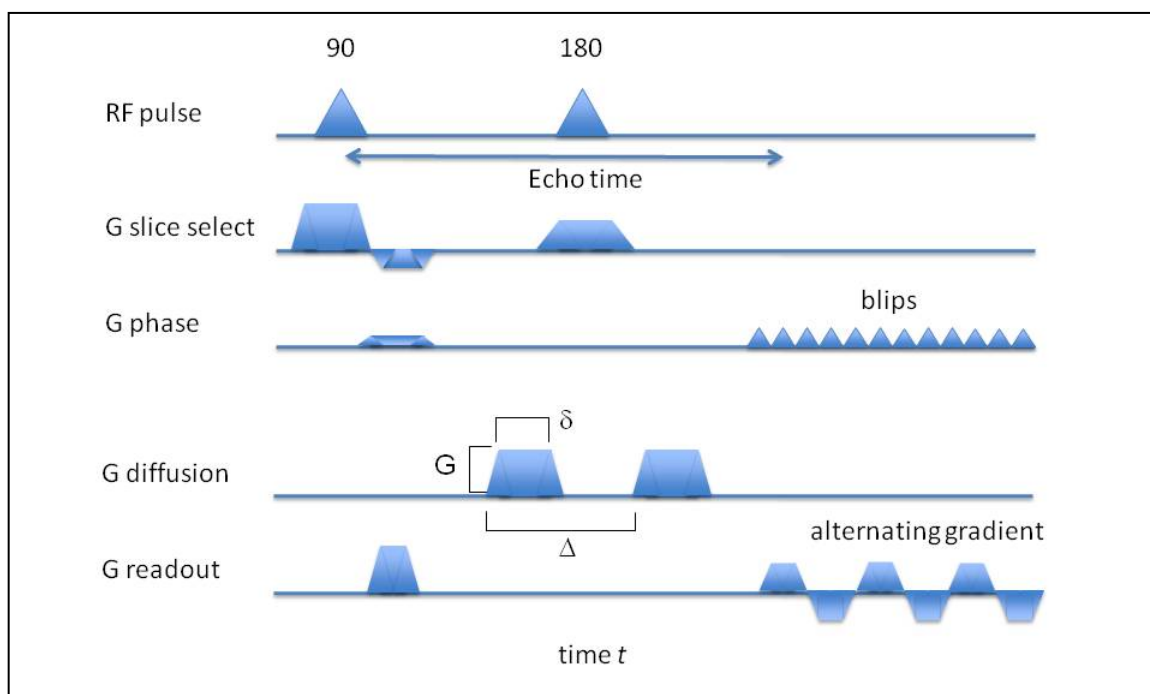 90 180
RF pulse
Echo time
G slice select
blips
G phase
δ
G
G diffusion
Δ
alternating gradient
G readout
time t